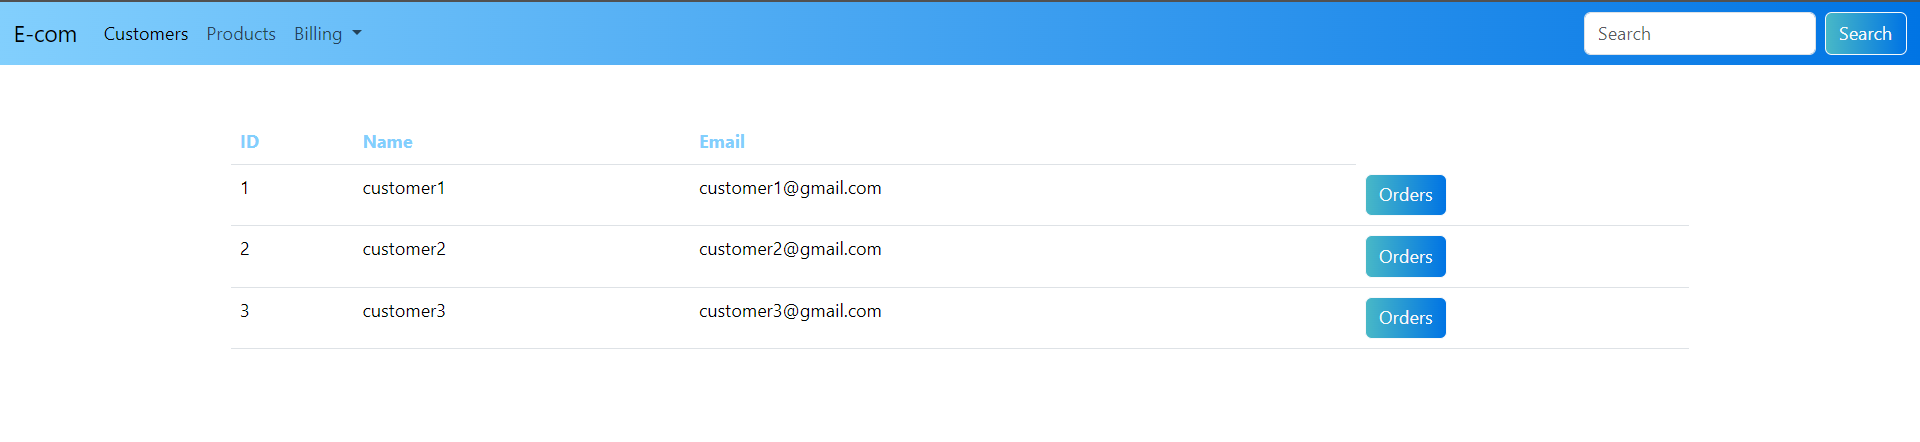 E-com Customers Products Billing Search Search
ID Name Email
1 customer1 customer1@gmail.com Orders
2 customer2 customer2@gmail.com Orders
3 customer3 customer3@gmail.com Orders